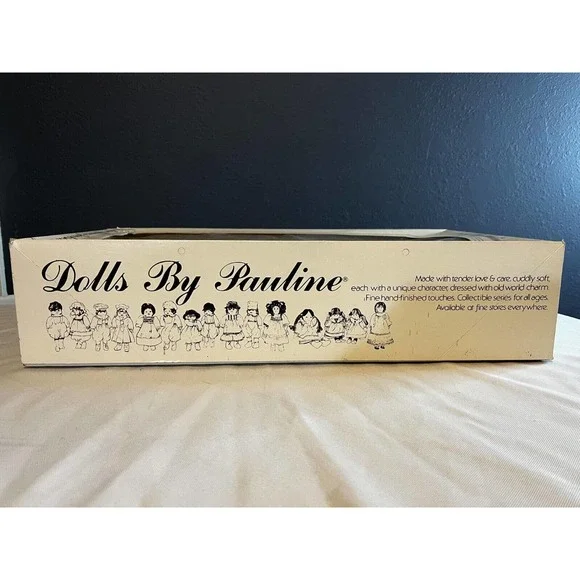 Dolls By Pauline®
Made with tender love & care, cuddly soft,
each with a unique character, dressed with old world charm.
Fine hand-finished touches. Collectible series for all ages.
Available at fine stores everywhere.